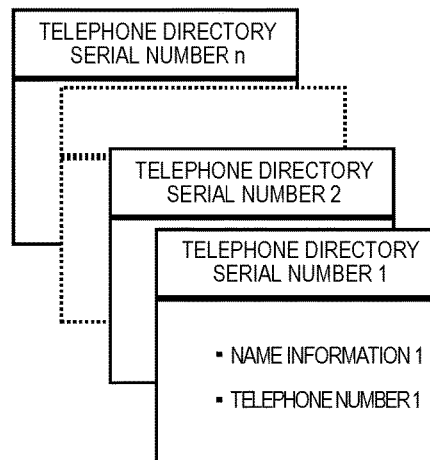 TELEPHONE DIRECTORY
SERIAL NUMBER n
TELEPHONE DIRECTORY
SERIAL NUMBER 2
TELEPHONE DIRECTORY
SERIAL NUMBER 1
▪ NAME INFORMATION 1
▪ TELEPHONE NUMBER 1